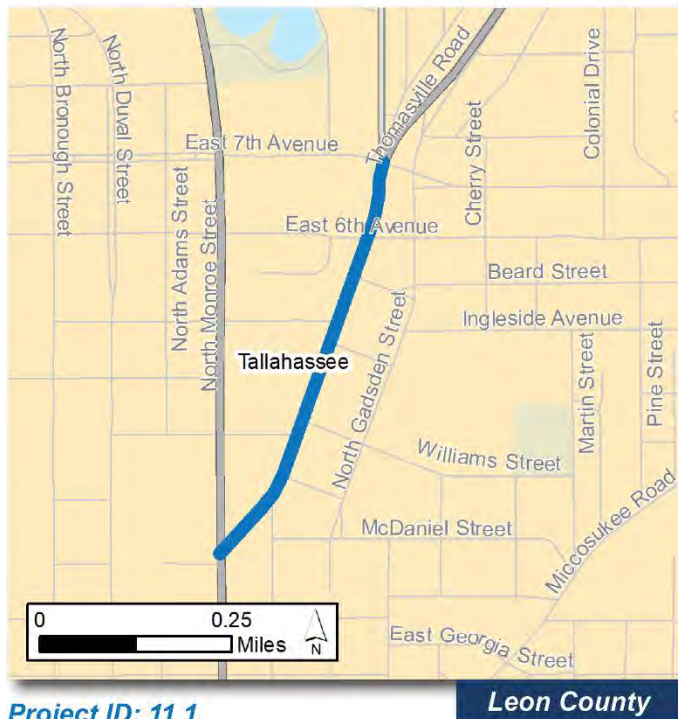 North Bronough Street
North Duval Street
North Adams Street
North Monroe Street
East 7th Avenue
Thomasville Road
Cherry Street
Colonial Drive
East 6th Avenue
Beard Street
Ingleside Avenue
Tallahassee
North Gadsden Street
Martin Street
Pine Street
Williams Street
McDaniel Street
Miccosukee Road
East Georgia Street
0 0.25
Miles
N
Project ID: 11.1
Leon County